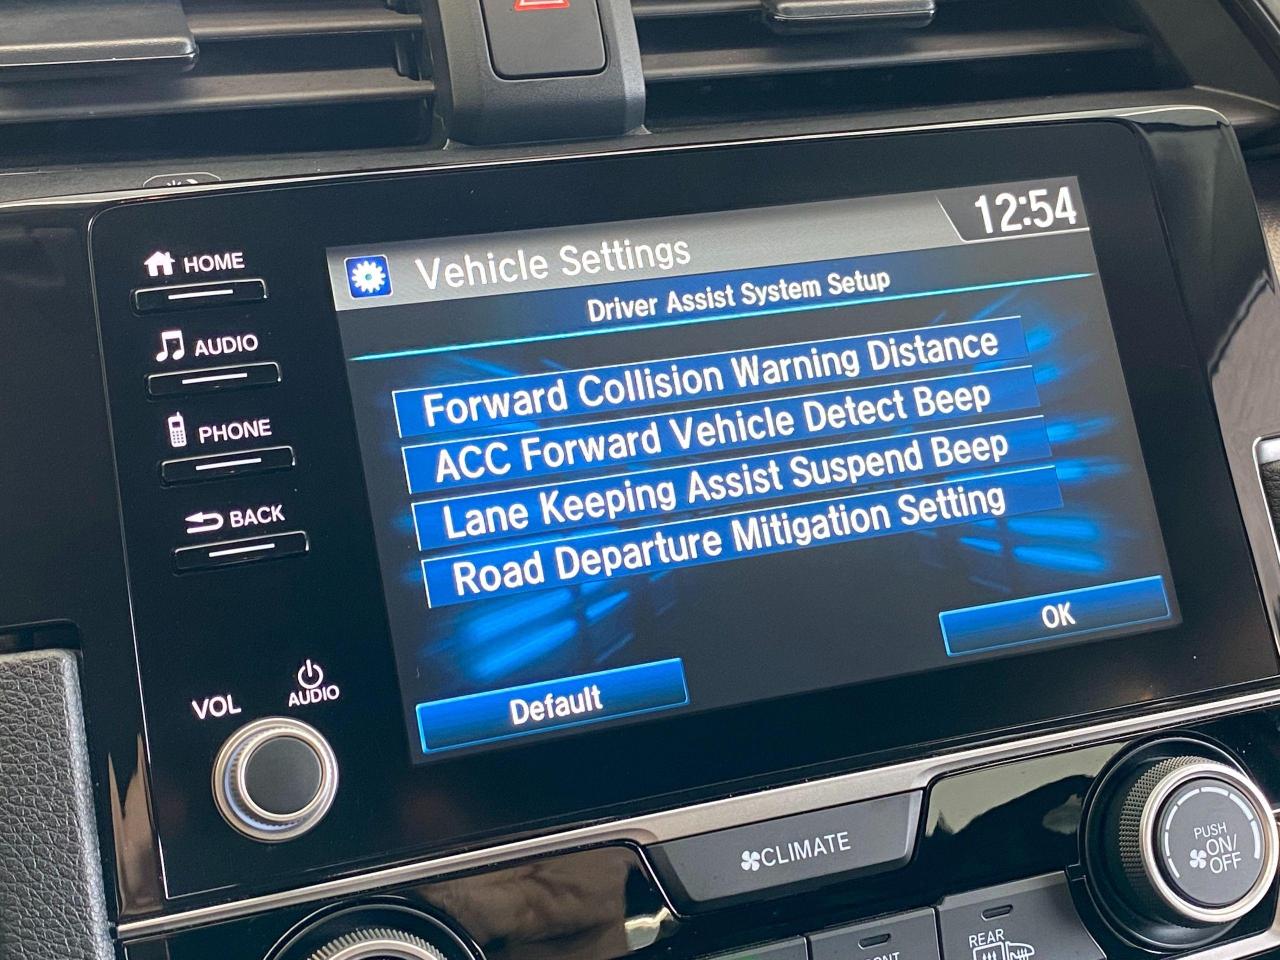 HOME
AUDIO
PHONE
BACK
VOL
AUDIO
Vehicle Settings
12:54
Driver Assist System Setup
Forward Collision Warning Distance
ACC Forward Vehicle Detect Beep
Lane Keeping Assist Suspend Beep
Road Departure Mitigation Setting
OK
Default
CLIMATE
PUSH
ON/
OFF
REAR